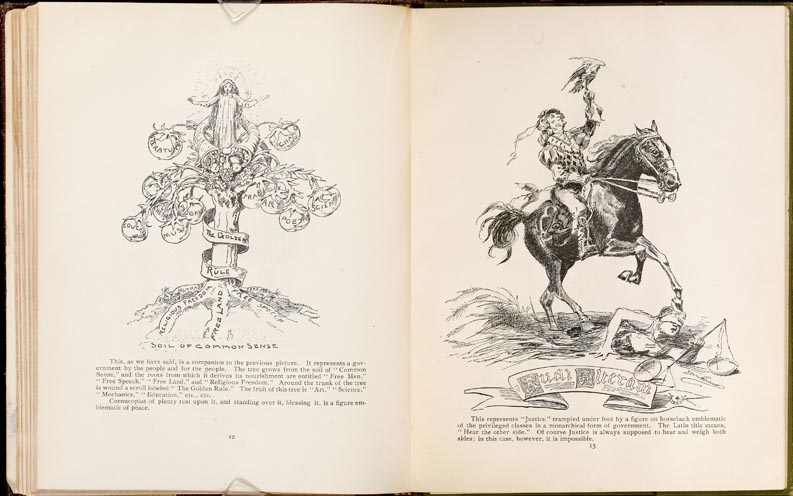 THE GOLDEN
RULE
RELIGIOUS FREEDOM
FREE LAND
FREE SPEECH
SOIL OF COMMON SENSE
This, as we have said, is a companion to the previous picture. It represents a gov-
ernment by the people and for the people. The tree grows from the soil of "Common
Sense," and the roots from which it derives its nourishment are entitled "Free Men,"
"Free Speech," "Free Land," and "Religious Freedom." Around the trunk of the tree
is wound a scroll labeled "The Golden Rule." The fruit of this tree is "Art," "Science,"
"Mechanics," "Education," etc., etc.
Cornucopias of plenty rest upon it, and standing over it, blessing it, is a figure em-
blematic of peace.
12
Audi Alteram
This represents "Justice" trampled under foot by a figure on horseback emblematic
of the privileged classes in a monarchical form of government. The Latin title means,
"Hear the other side." Of course Justice is always supposed to hear and weigh both
sides; in this case, however, it is impossible.
13